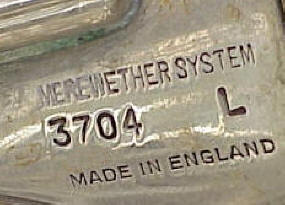 MEREWETHER SYSTEM
3704 L
MADE IN ENGLAND